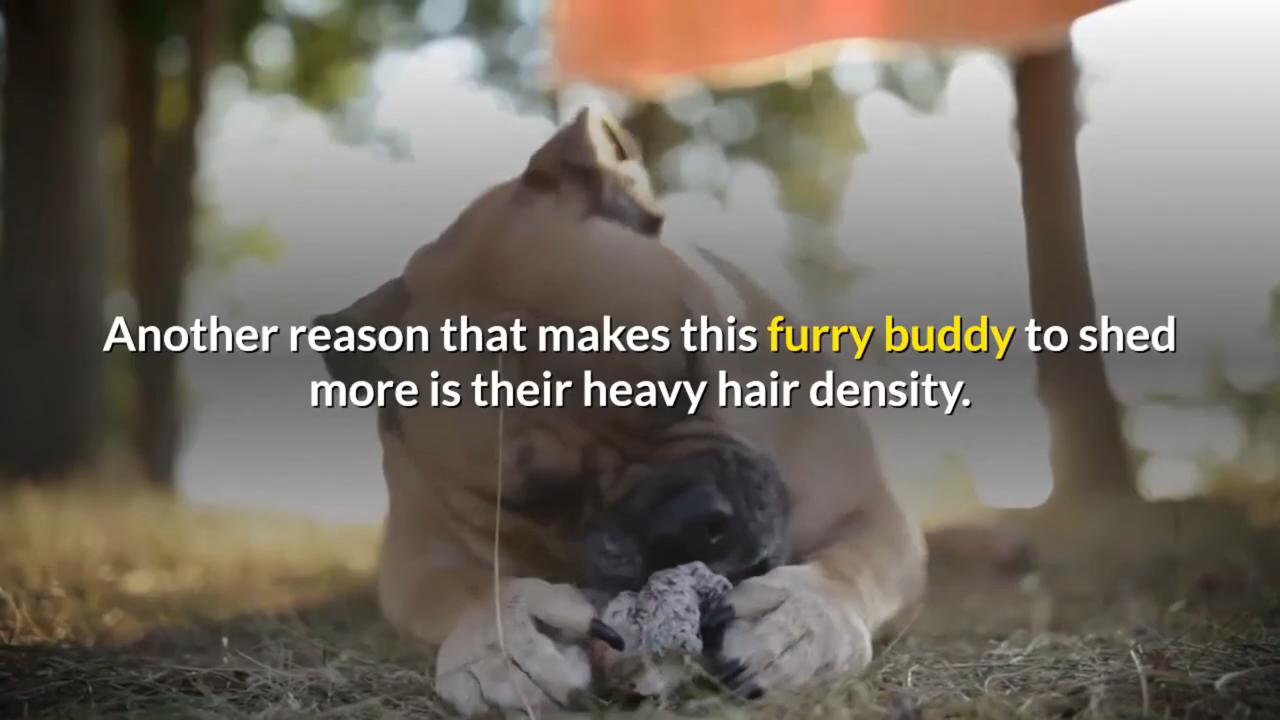 Another reason that makes this furry buddy to shed
more is their heavy hair density.